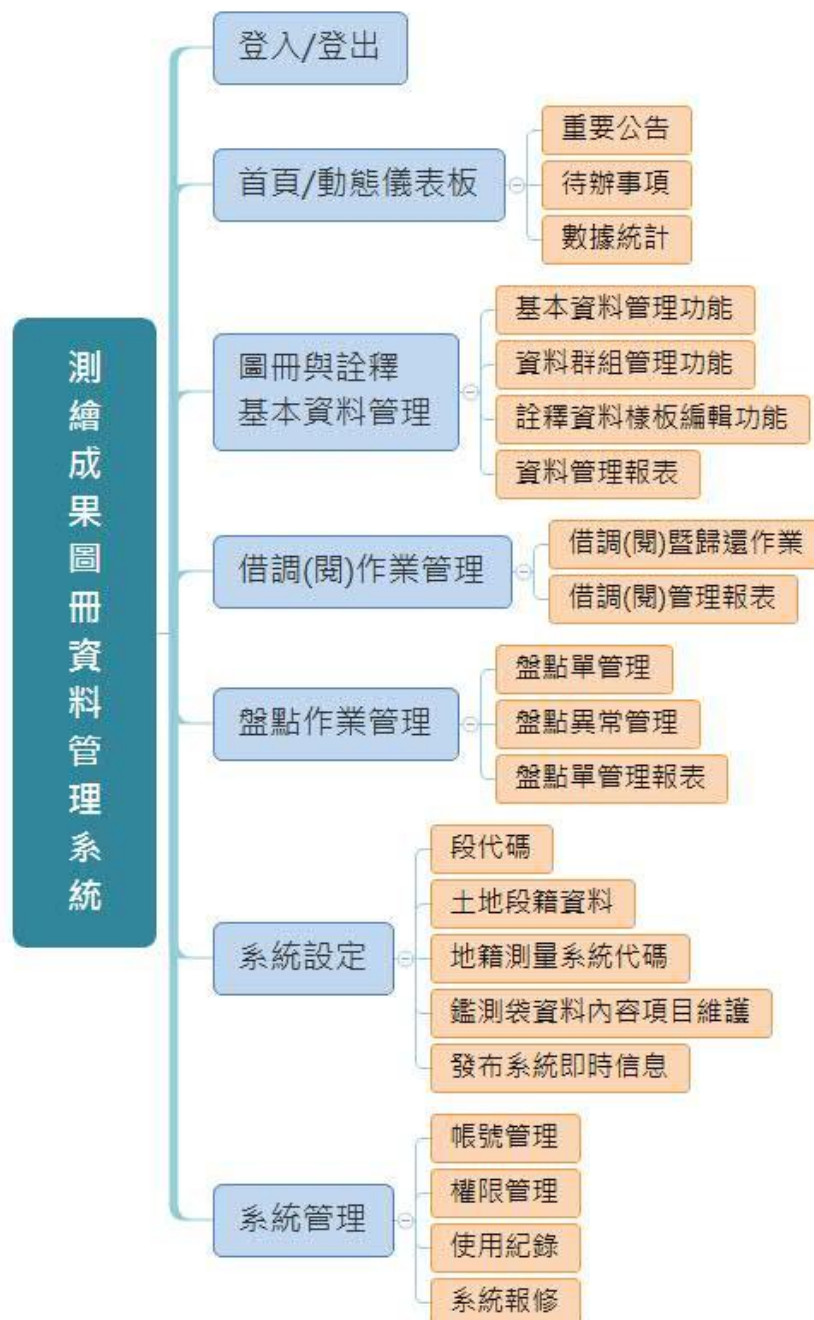 測繪成果圖冊資料管理系統
登入/登出
首頁/動態儀表板
重要公告
待辦事項
數據統計
圖冊與詮釋
基本資料管理
基本資料管理功能
資料群組管理功能
詮釋資料樣板編輯功能
資料管理報表
借調(閱)作業管理
借調(閱)暨歸還作業
借調(閱)管理報表
盤點作業管理
盤點單管理
盤點異常管理
盤點單管理報表
系統設定
段代碼
土地段籍資料
地籍測量系統代碼
鑑測袋資料內容項目維護
發布系統即時信息
系統管理
帳號管理
權限管理
使用紀錄
系統報修